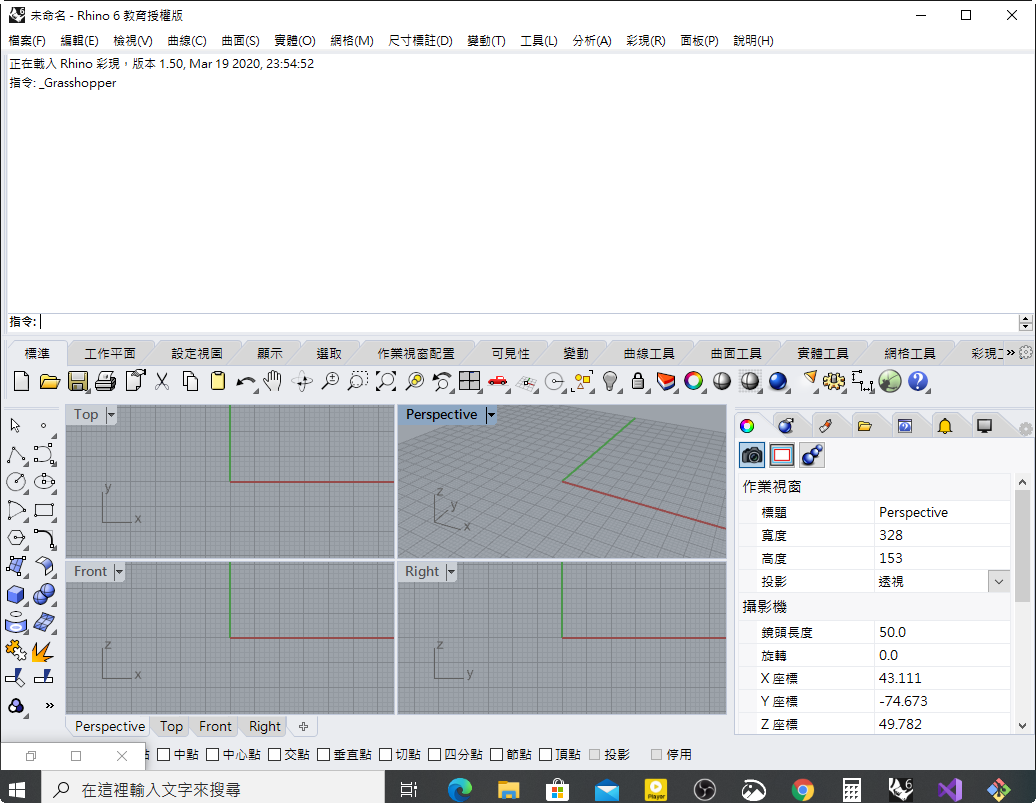 未命名 - Rhino 6 教育授權版
檔案(F) 編輯(E) 檢視(V) 曲線(C) 曲面(S) 實體(O) 網格(M) 尺寸標註(D) 變動(T) 工具(L) 分析(A) 彩現(R) 面板(P) 說明(H)
正在載入 Rhino 彩現，版本 1.50, Mar 19 2020, 23:54:52
指令: _Grasshopper
指令:
標準 工作平面 設定視圖 顯示 選取 作業視窗配置 可見性 變動 曲線工具 曲面工具 實體工具 網格工具 彩現工 »
Top Perspective
y x
z y x
作業視窗
標題 Perspective
寬度 328
高度 153
投影 透視
攝影機
鏡頭長度 50.0
旋轉 0.0
X 座標 43.111
Y 座標 -74.673
Z 座標 49.782
Front Right
z x
z y
»
Perspective Top Front Right
點 中點 中心點 交點 垂直點 切點 四分點 節點 頂點 投影 停用
在這裡輸入文字來搜尋
Player